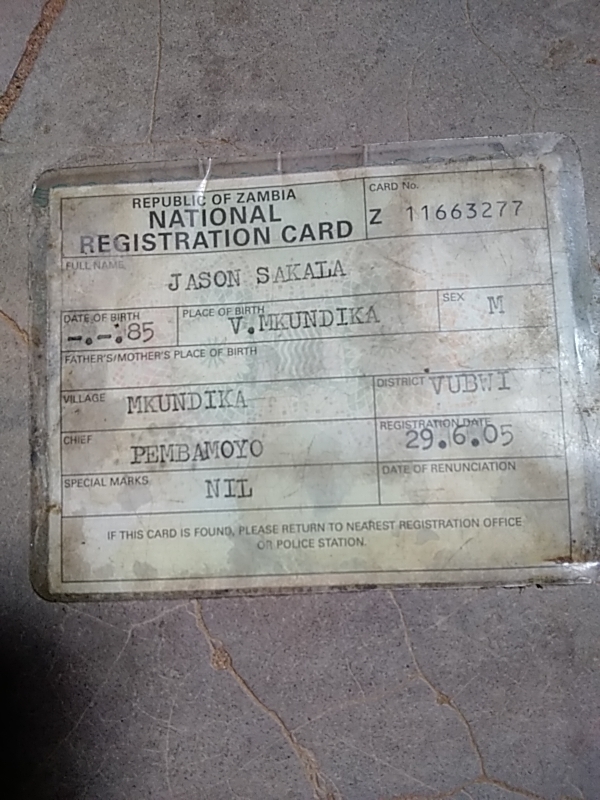 REPUBLIC OF ZAMBIA
NATIONAL
REGISTRATION CARD
CARD No.
Z 11663277
FULL NAME
JASON SAKALA
DATE OF BIRTH
-.-.85
PLACE OF BIRTH
V.MKUNDIKA
SEX M
FATHER'S/MOTHER'S PLACE OF BIRTH
VILLAGE MKUNDIKA
DISTRICT VUBWI
CHIEF PEMBAMOYO
REGISTRATION DATE
29.6.05
SPECIAL MARKS NIL
DATE OF RENUNCIATION
IF THIS CARD IS FOUND, PLEASE RETURN TO NEAREST REGISTRATION OFFICE
OR POLICE STATION.